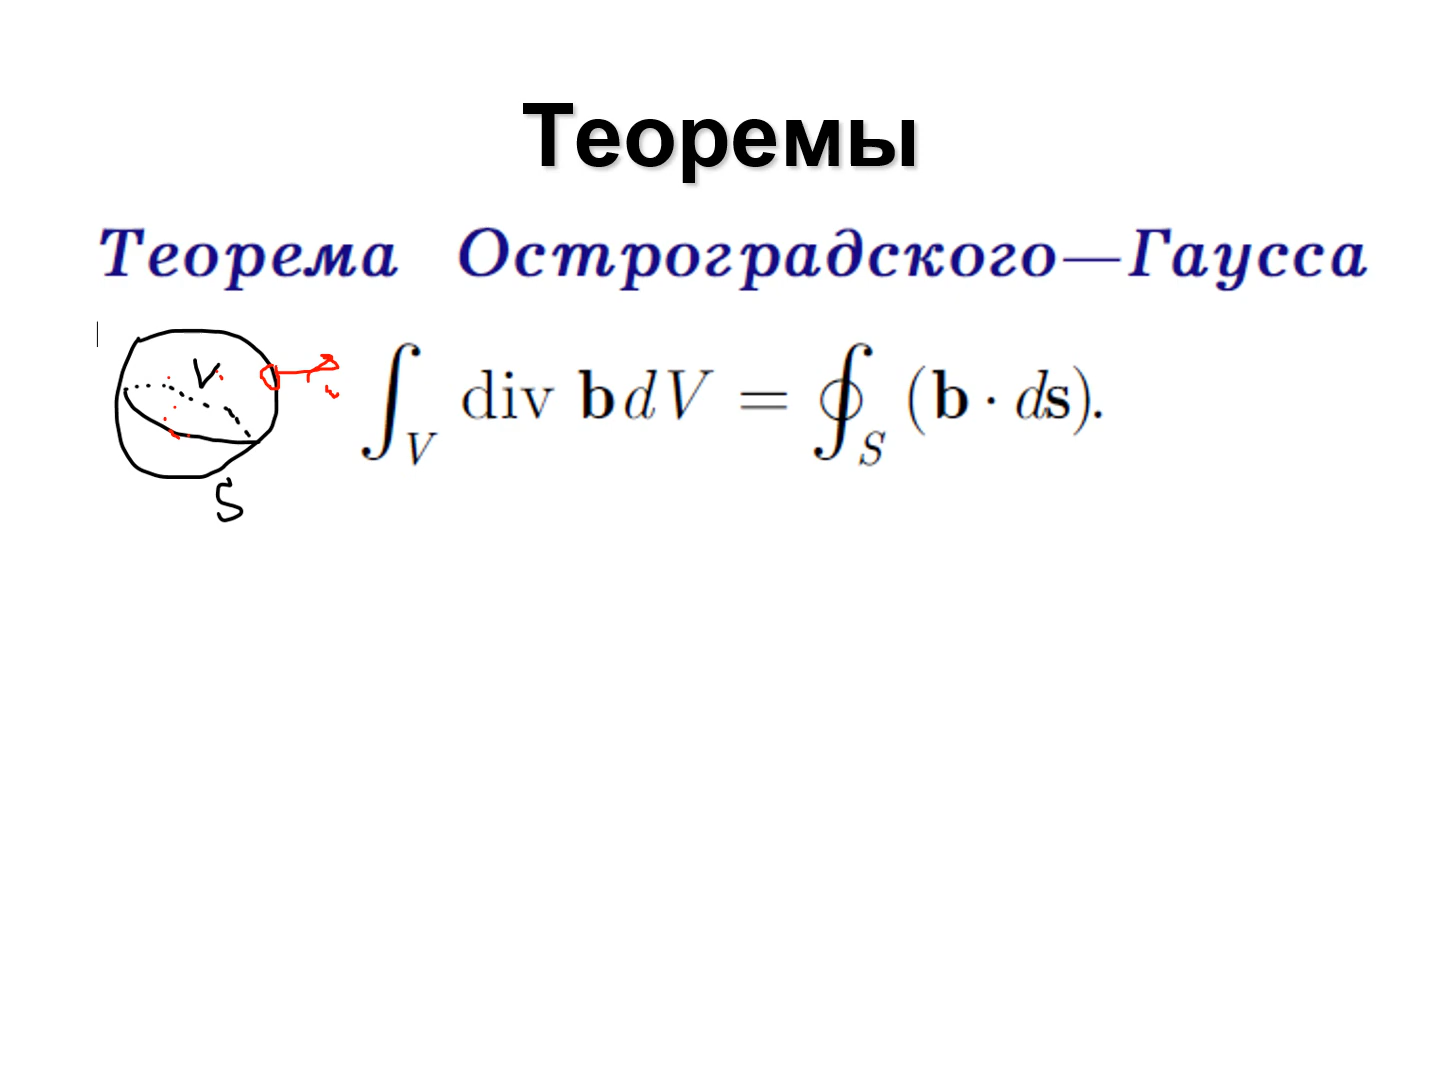 Теоремы
Теорема Остроградского—Гаусса
V
∫_V div b dV = ∮_S (b · ds).
S